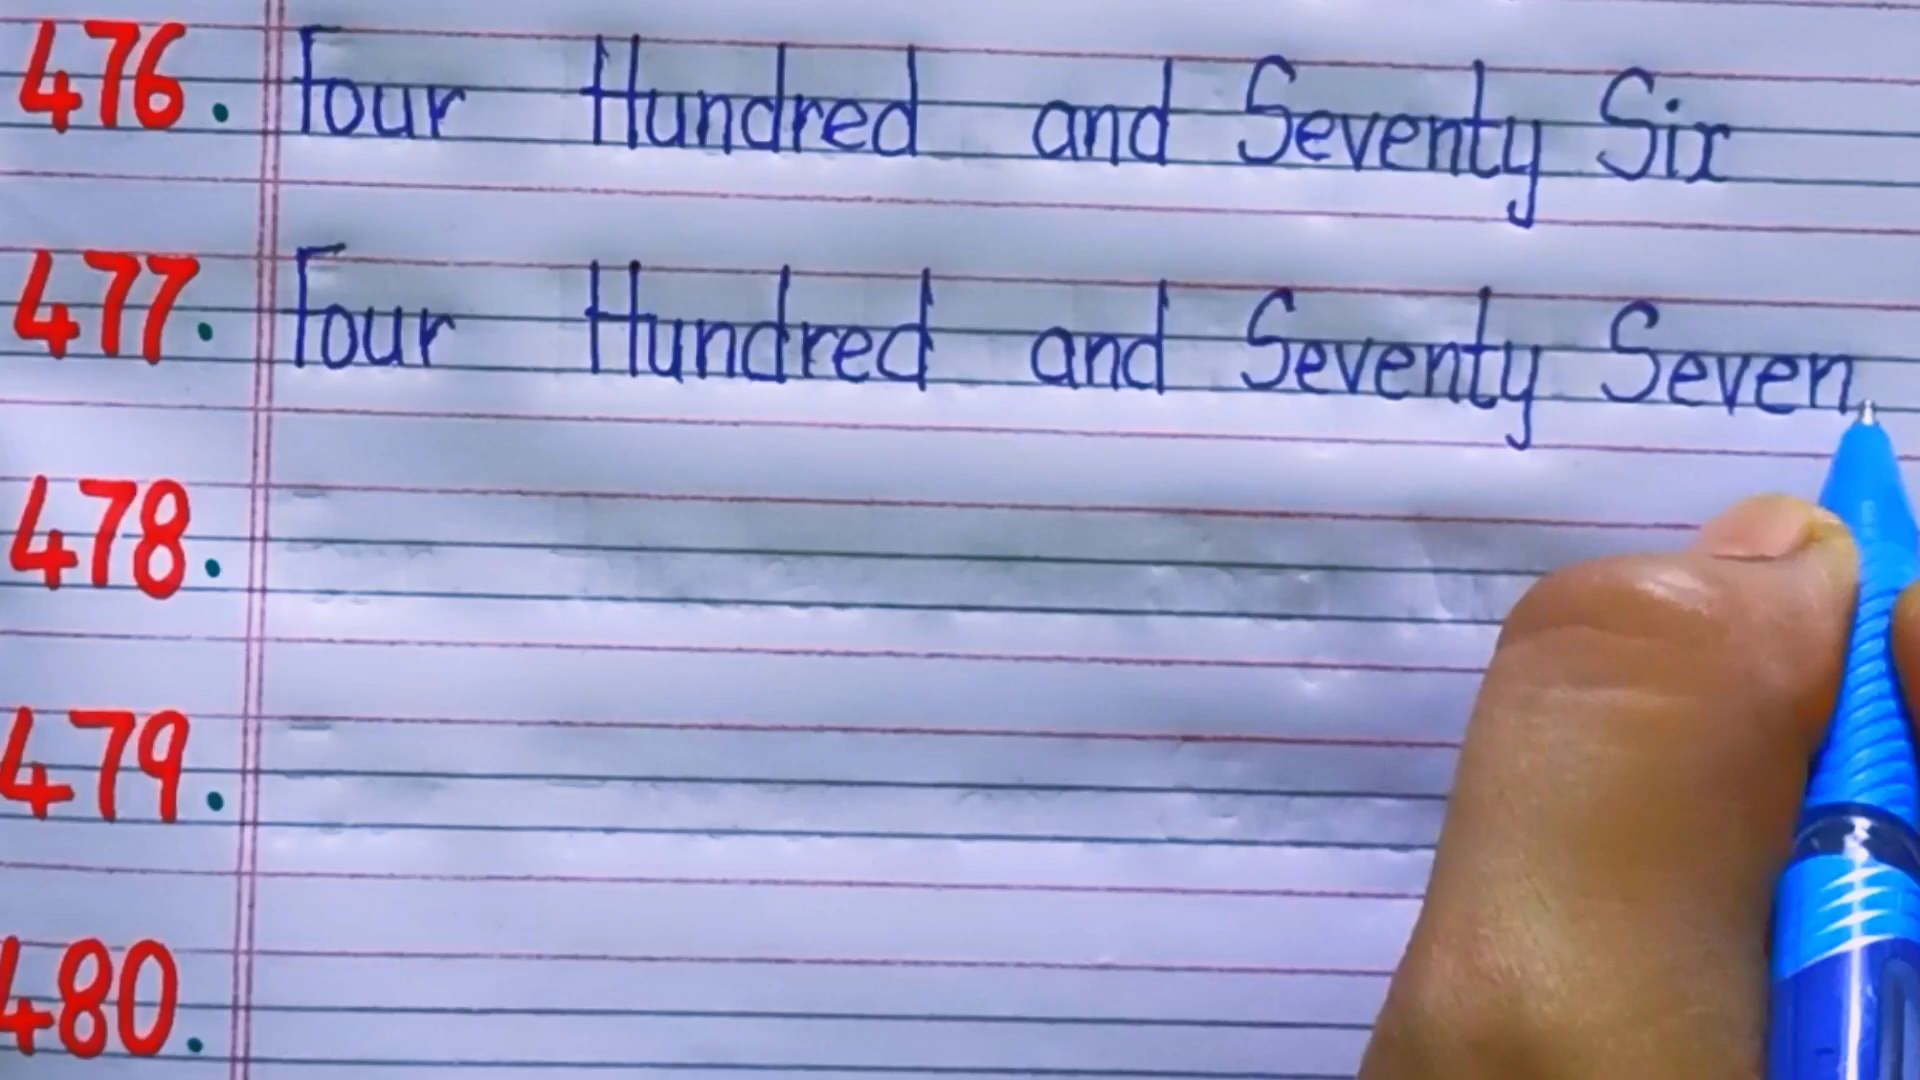 476. Four Hundred and Seventy Six
477. Four Hundred and Seventy Seven
478.
479.
480.